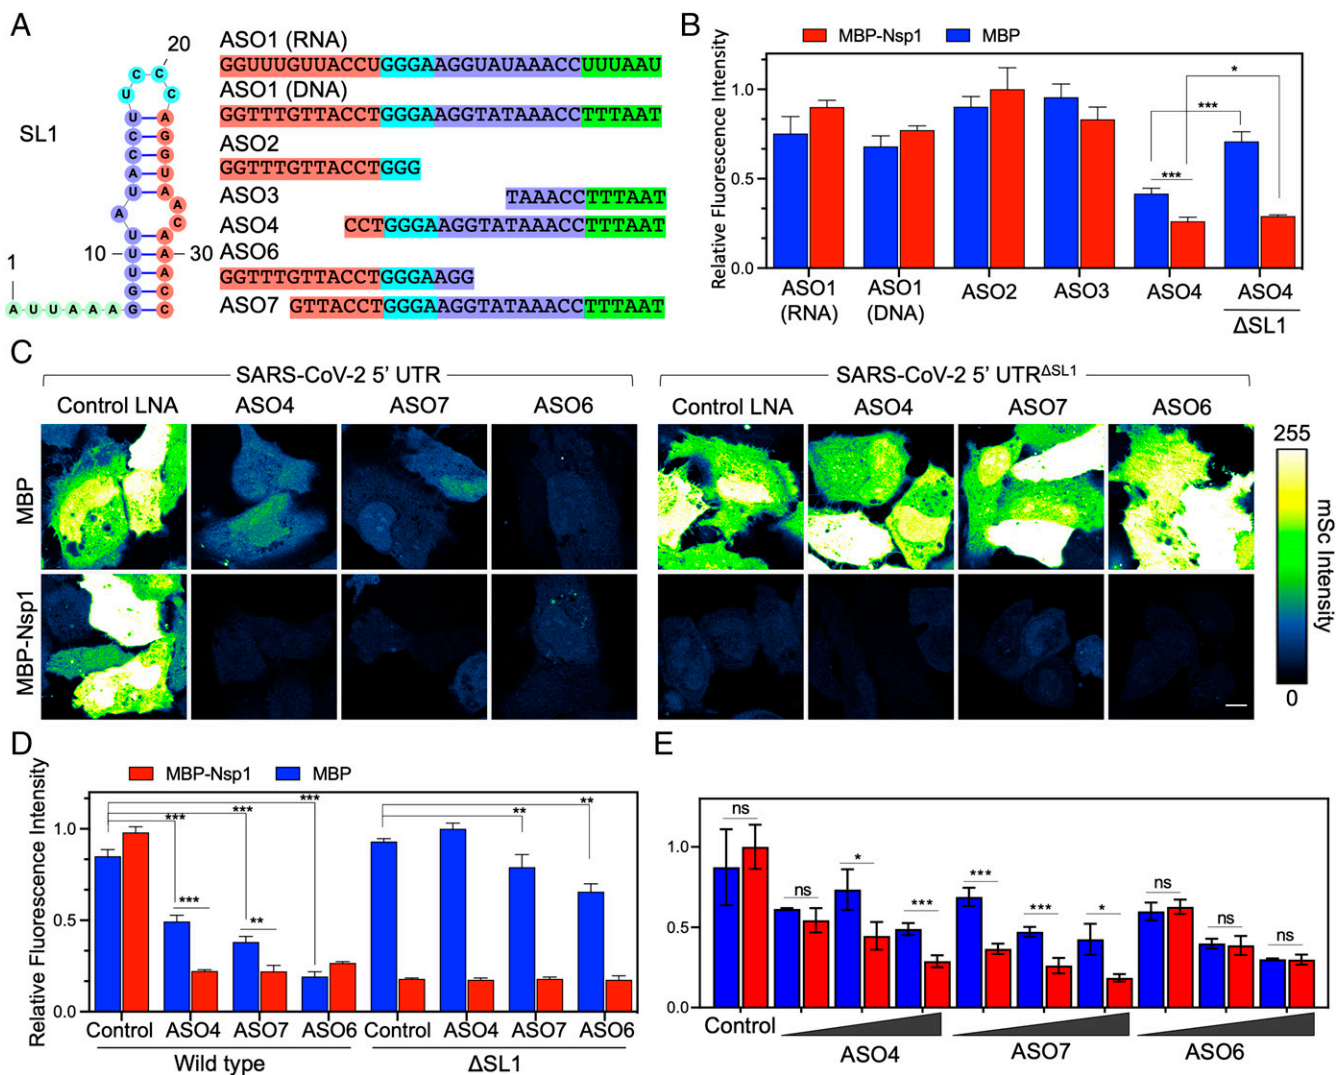 A
SL1
20
10
30
1
U C C C
U A
U G
C G
C U
A A
U A
A C
U A
U A
U A
U C
G C
A U U A A A G C
ASO1 (RNA)
GGUUUGUUACCUGGGAAGGUAUAAACCUUUAAU
ASO1 (DNA)
GGTTTGTTACCTGGGAAGGTATAAACCTTTAAT
ASO2
GGTTTGTTACCTGGG
ASO3 TAAACCTTTAAT
ASO4 CCTGGGAAGGTATAAACCTTTAAT
ASO6
GGTTTGTTACCTGGGAAGG
ASO7 GTTACCTGGGAAGGTATAAACCTTTAAT
B
MBP-Nsp1 MBP
Relative Fluorescence Intensity
1.0
0.5
0.0
*** *** *
ASO1 (RNA)
ASO1 (DNA)
ASO2
ASO3
ASO4
ASO4 ΔSL1
C
SARS-CoV-2 5' UTR
SARS-CoV-2 5' UTRΔSL1
Control LNA ASO4 ASO7 ASO6
Control LNA ASO4 ASO7 ASO6
MBP
MBP-Nsp1
255
0
mSc Intensity
D
MBP-Nsp1 MBP
Relative Fluorescence Intensity
1.0
0.5
0.0
*** *** *** *** ** ** **
Control ASO4 ASO7 ASO6 Control ASO4 ASO7 ASO6
Wild type ΔSL1
E
1.0
0.5
0.0
ns ns * *** *** *** * ns ns ns
Control
ASO4 ASO7 ASO6